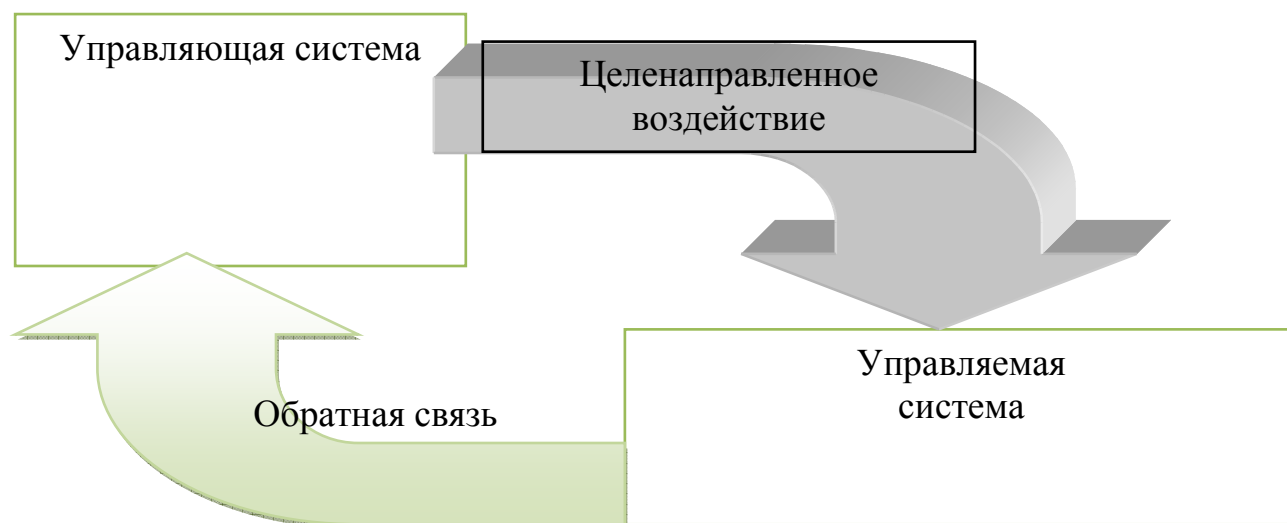 Управляющая система
Целенаправленное
воздействие
Управляемая
система
Обратная связь